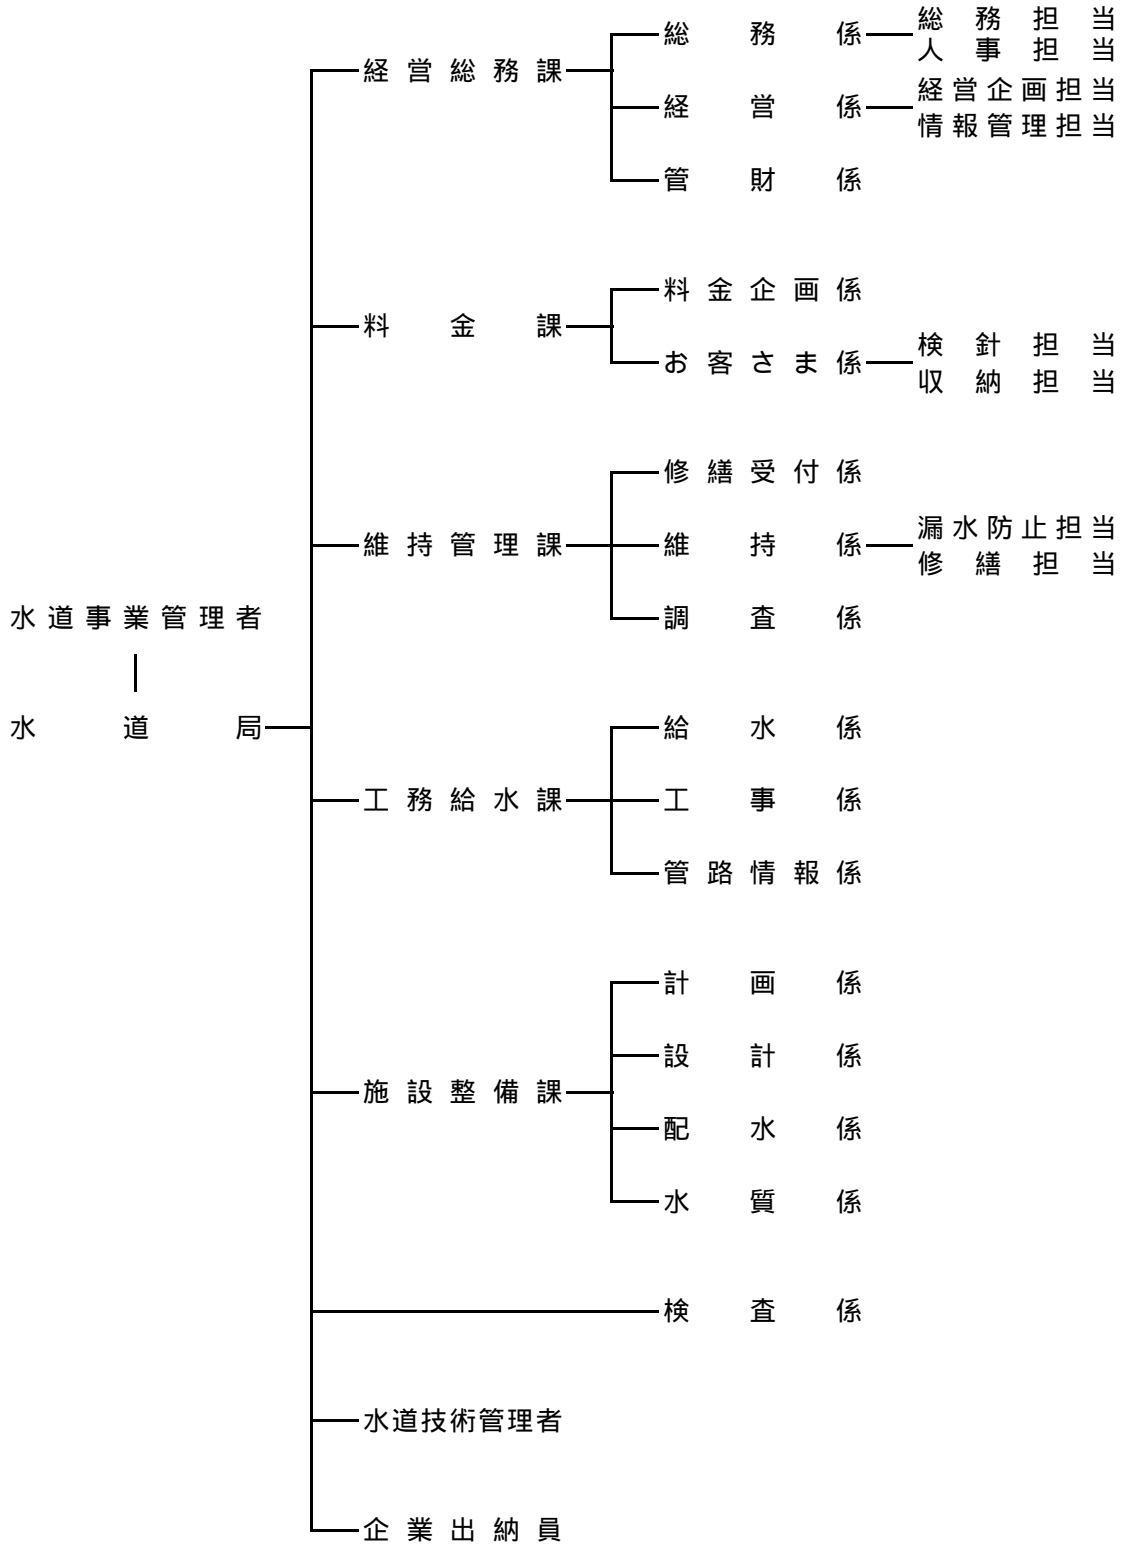 水道事業管理者
水道局
経営総務課
総務係
総務担当
人事担当
経営係
経営企画担当
情報管理担当
管財係
料金課
料金企画係
お客さま係
検針担当
収納担当
維持管理課
修繕受付係
維持係
漏水防止担当
修繕担当
調査係
工務給水課
給水係
工事係
管路情報係
施設整備課
計画係
設計係
配水係
水質係
検査係
水道技術管理者
企業出納員